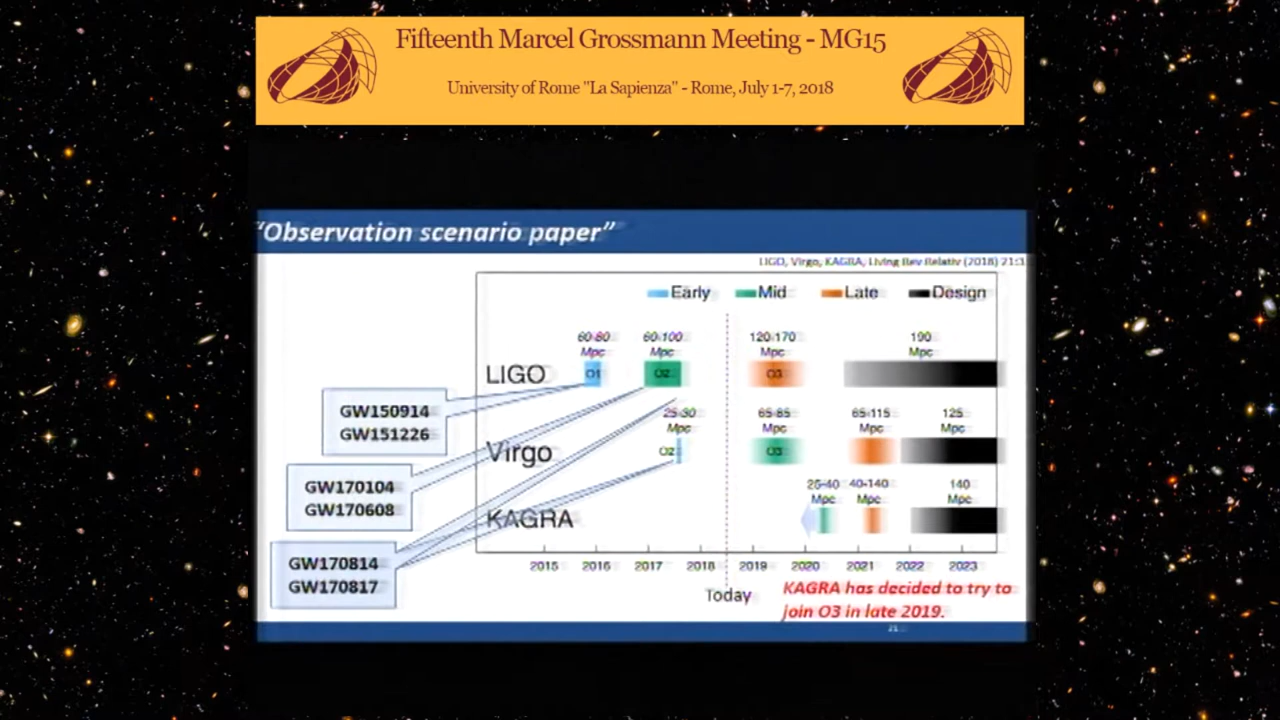 Fifteenth Marcel Grossmann Meeting - MG15
University of Rome "La Sapienza" - Rome, July 1-7, 2018
“Observation scenario paper”
LIGO, Virgo, KAGRA, Living Rev Relativ (2018) 21:3
Early Mid Late Design
60-80 60-100 120-170 190
Mpc Mpc Mpc Mpc
LIGO O1 O2 O3
GW150914
GW151226
25-30 65-85 65-115 125
Mpc Mpc Mpc Mpc
Virgo O2 O3
GW170104
GW170608
25-40 40-140 140
Mpc Mpc Mpc
KAGRA
GW170814
GW170817
2015 2016 2017 2018 2019 2020 2021 2022 2023
Today
KAGRA has decided to try to
join O3 in late 2019.